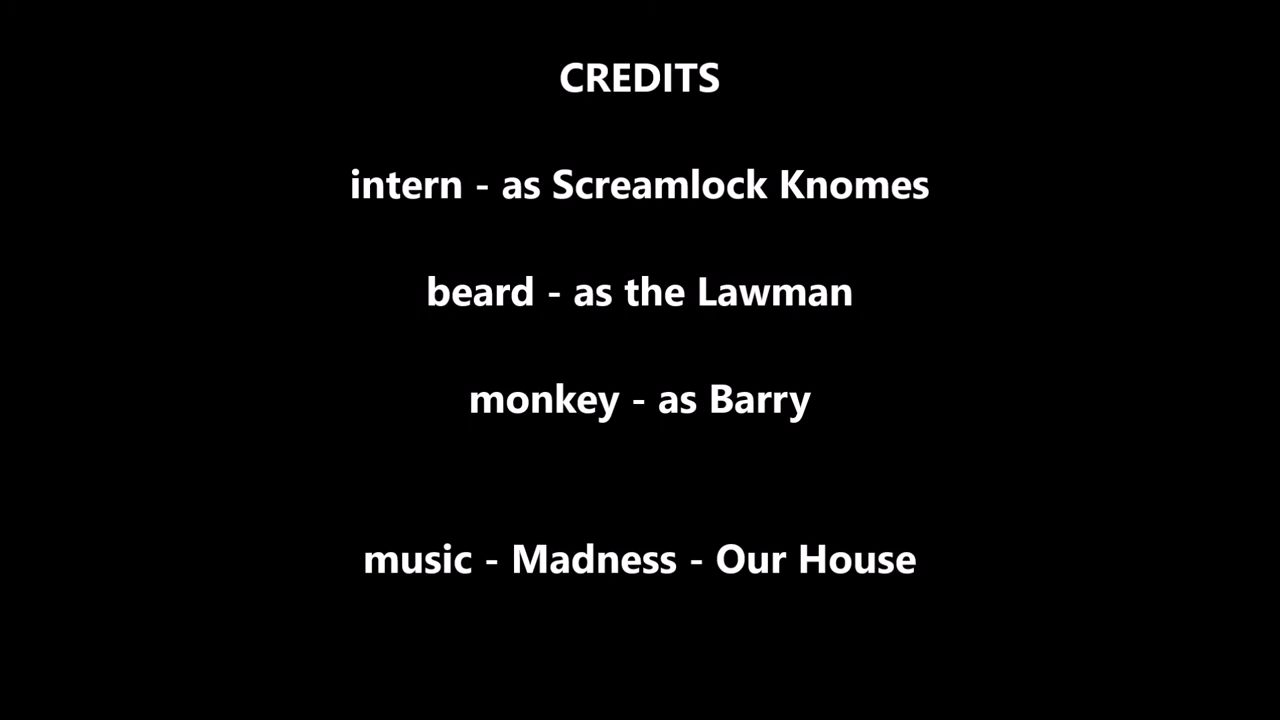 CREDITS
intern - as Screamlock Knomes
beard - as the Lawman
monkey - as Barry
music - Madness - Our House